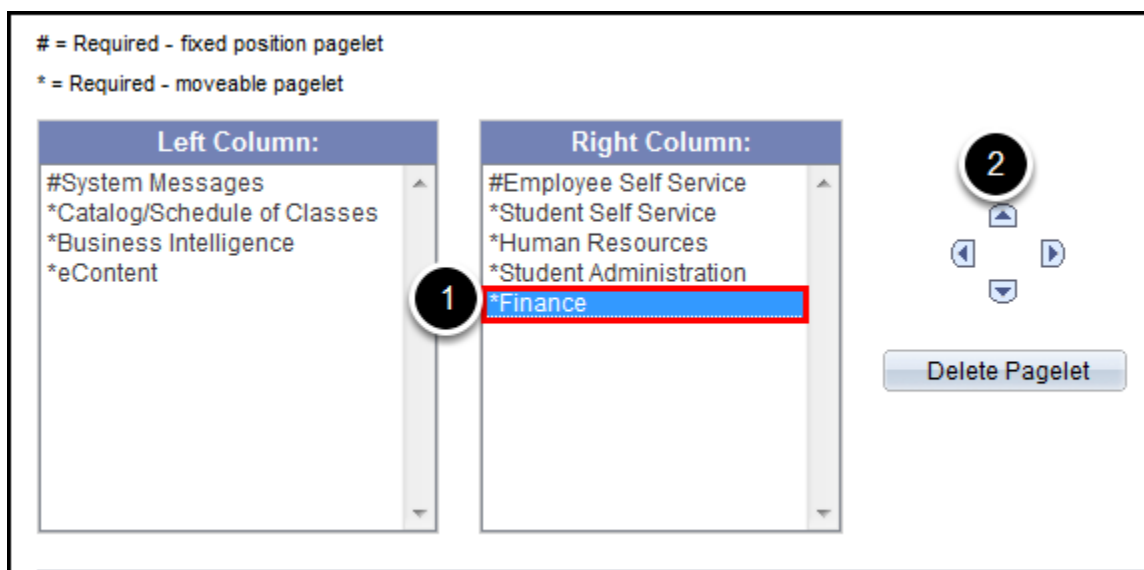 # = Required - fixed position pagelet
* = Required - moveable pagelet
Left Column:
#System Messages
*Catalog/Schedule of Classes
*Business Intelligence
*eContent
Right Column:
#Employee Self Service
*Student Self Service
*Human Resources
*Student Administration
*Finance
1
2
Delete Pagelet